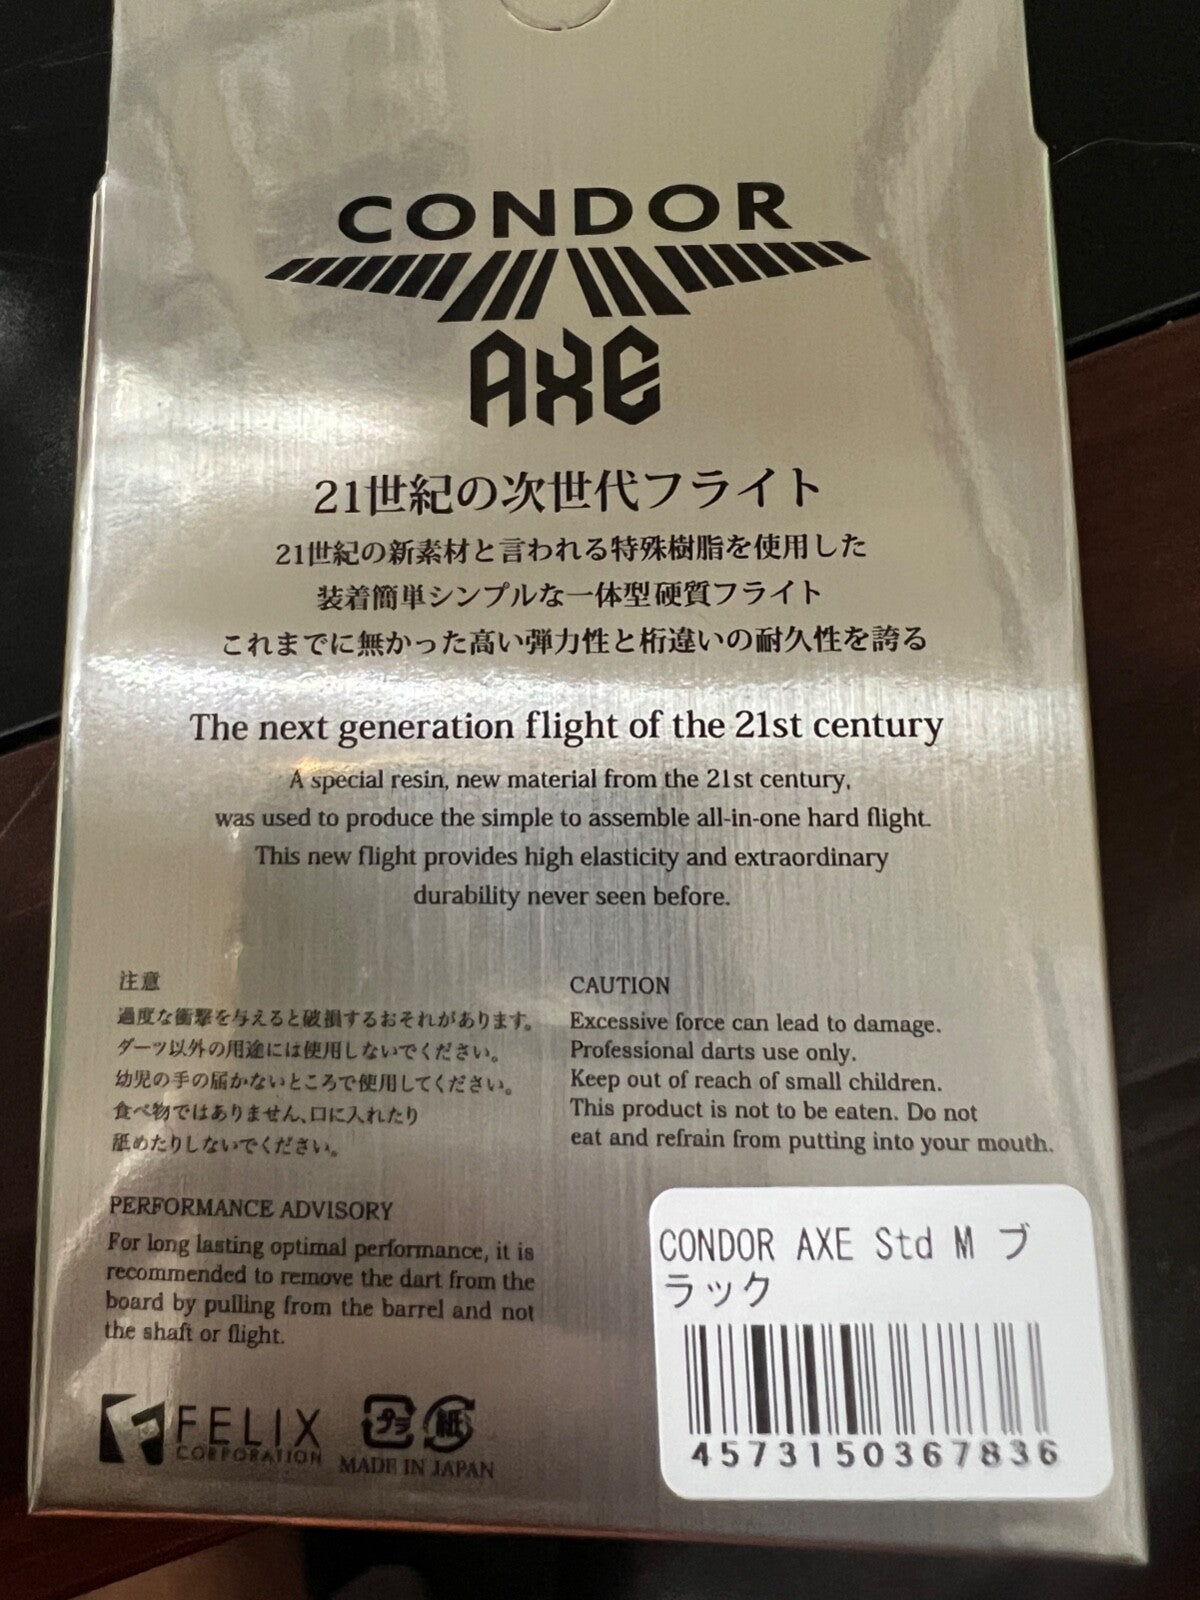 CONDOR
AXE
21世紀の次世代フライト
21世紀の新素材と言われる特殊樹脂を使用した
装着簡単シンプルな一体型硬質フライト
これまでに無かった高い弾力性と桁違いの耐久性を誇る
The next generation flight of the 21st century
A special resin, new material from the 21st century,
was used to produce the simple to assemble all-in-one hard flight.
This new flight provides high elasticity and extraordinary
durability never seen before.
注意
過度な衝撃を与えると破損するおそれがあります。
ダーツ以外の用途には使用しないでください。
幼児の手の届かないところで使用してください。
食べ物ではありません、口に入れたり
舐めたりしないでください。
CAUTION
Excessive force can lead to damage.
Professional darts use only.
Keep out of reach of small children.
This product is not to be eaten. Do not
eat and refrain from putting into your mouth.
PERFORMANCE ADVISORY
For long lasting optimal performance, it is
recommended to remove the dart from the
board by pulling from the barrel and not
the shaft or flight.
FELIX
CORPORATION
プラ
紙
MADE IN JAPAN
CONDOR AXE Std M ブ
ラック
4573150367836